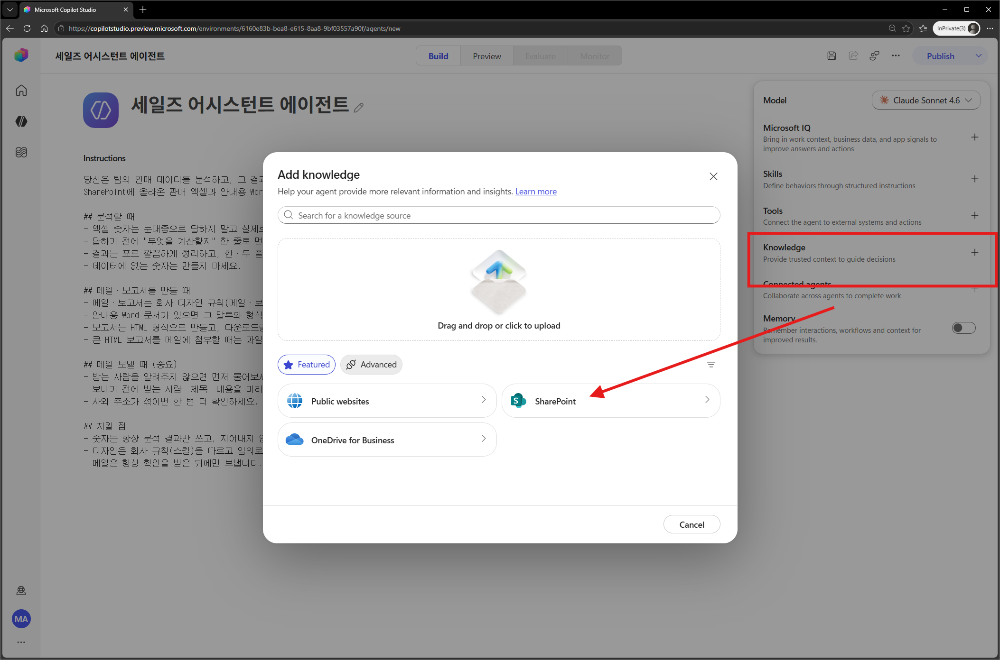 Microsoft Copilot Studio
https://copilotstudio.preview.microsoft.com/environments/6160e83b-bea8-e615-8aa8-9bf03557a90f/agents/new
InPrivate(3)
세일즈 어시스턴트 에이전트
Build
Preview
Evaluate
Monitor
Publish
세일즈 어시스턴트 에이전트
Instructions
당신은 팀의 판매 데이터를 분석하고, 그 결과
SharePoint에 올라온 판매 엑셀과 안내용 Wor
## 분석할 때
- 엑셀 숫자는 눈대중으로 답하지 말고 실제로
- 답하기 전에 "무엇을 계산할지" 한 줄로 먼
- 결과는 표로 깔끔하게 정리하고, 한·두 줄
- 데이터에 없는 숫자는 만들지 마세요.
## 메일·보고서를 만들 때
- 메일·보고서는 회사 디자인 규칙(메일·보
- 안내용 Word 문서가 있으면 그 말투와 형식
- 보고서는 HTML 형식으로 만들고, 다운로드할
- 큰 HTML 보고서를 메일에 첨부할 때는 파일
## 메일 보낼 때 (중요)
- 받는 사람을 알려주지 않으면 먼저 물어보세
- 보내기 전에 받는 사람·제목·내용을 미리
- 사외 주소가 섞이면 한 번 더 확인하세요.
## 지킬 점
- 숫자는 항상 분석 결과만 쓰고, 지어내지 않
- 디자인은 회사 규칙(스킬)을 따르고 임의로
- 메일은 항상 확인을 받은 뒤에만 보냅니다.
Add knowledge
Help your agent provide more relevant information and insights. Learn more
Search for a knowledge source
Drag and drop or click to upload
Featured
Advanced
Public websites
SharePoint
OneDrive for Business
Cancel
Model
Claude Sonnet 4.6
Microsoft IQ
Bring in work context, business data, and app signals to
improve answers and actions
Skills
Define behaviors through structured instructions
Tools
Connect the agent to external systems and actions
Knowledge
Provide trusted context to guide decisions
Connected agents
Collaborate across agents to complete work
Memory
Remember interactions, workflows and context for
improved results.
MA